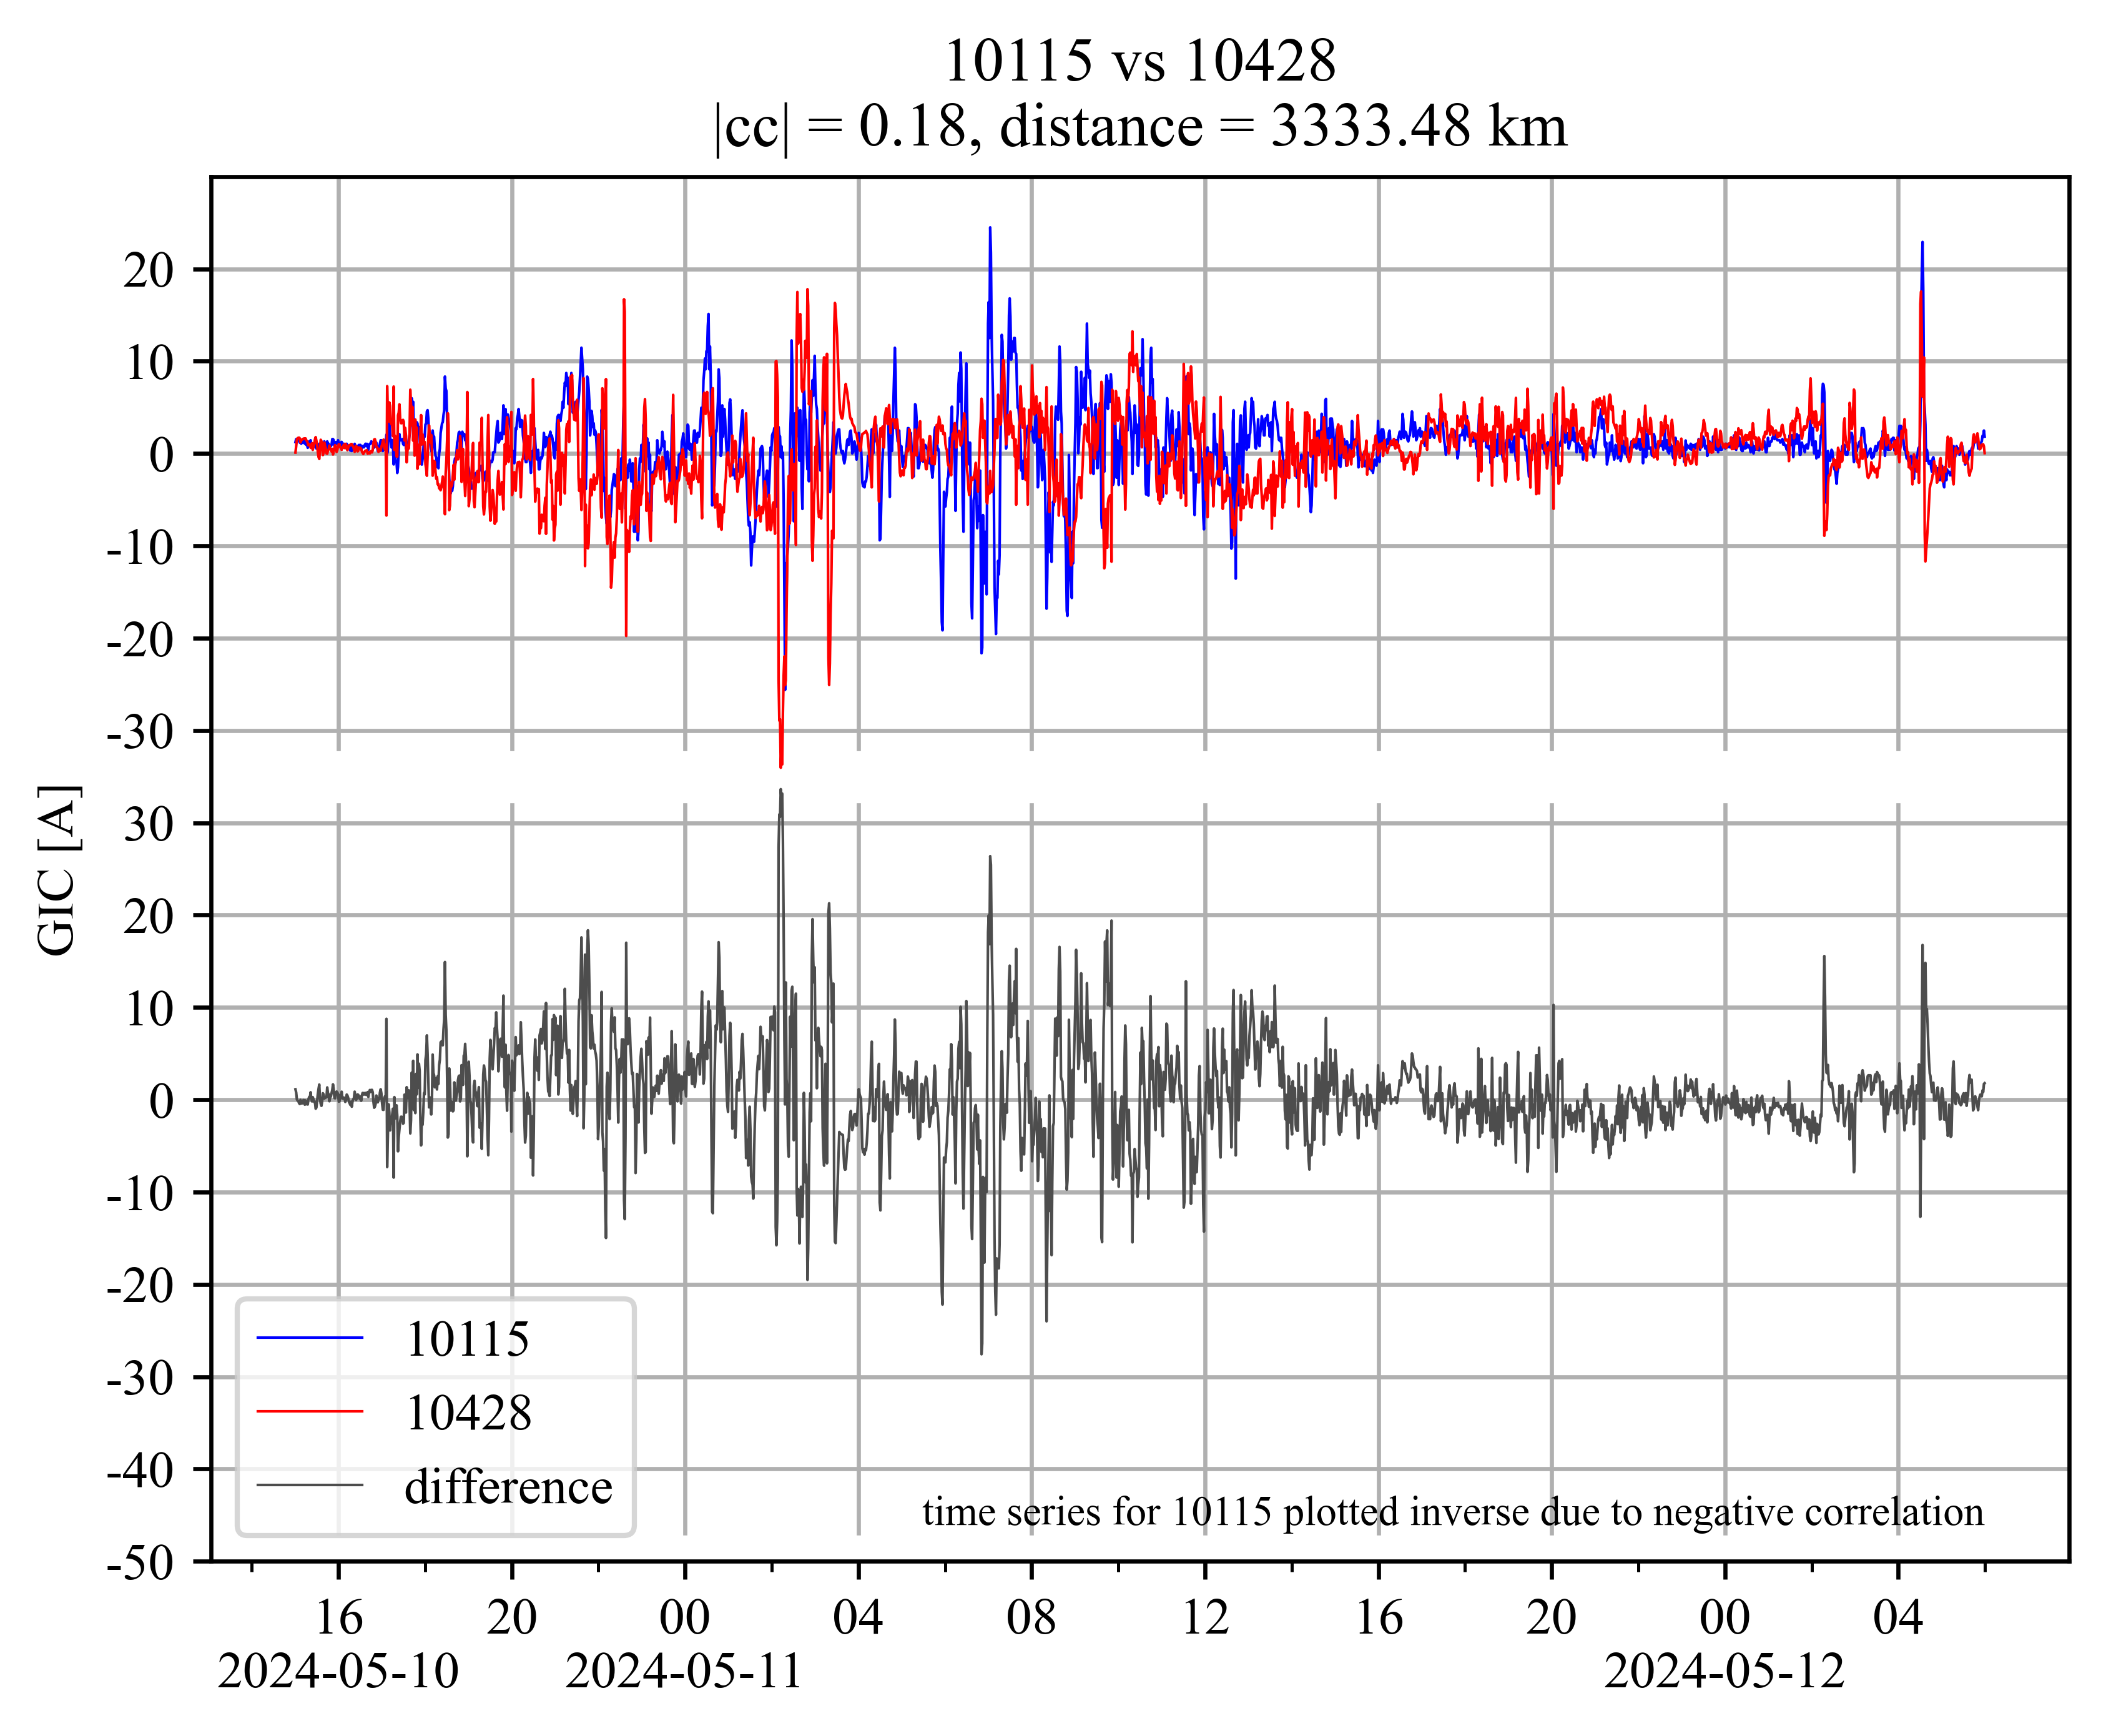 10115 vs 10428
|cc| = 0.18, distance = 3333.48 km
GIC [A]
20
10
0
-10
-20
-30
30
20
10
0
-10
-20
-30
-40
-50
10115
10428
difference
time series for 10115 plotted inverse due to negative correlation
16 20 00 04 08 12 16 20 00 04
2024-05-10 2024-05-11 2024-05-12